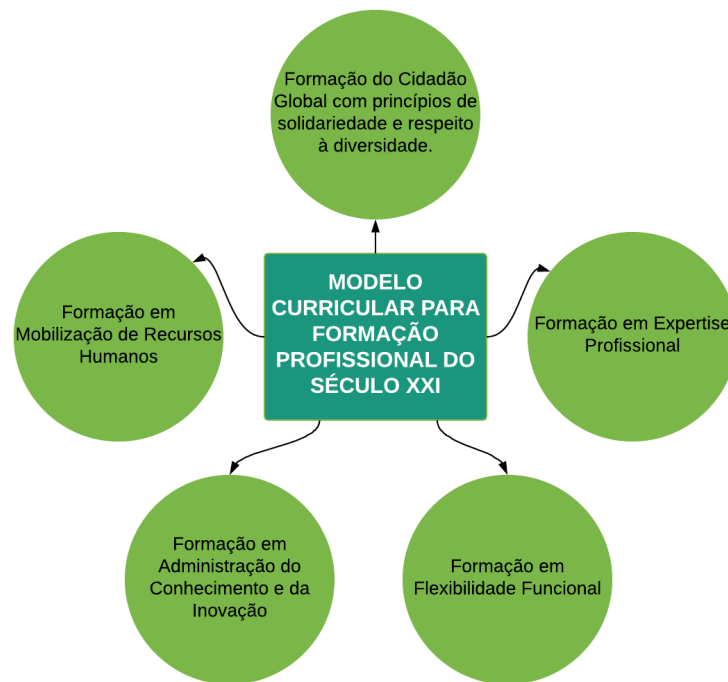 Formação do Cidadão
Global com princípios de
solidariedade e respeito
à diversidade.
MODELO
CURRICULAR PARA
FORMAÇÃO
PROFISSIONAL DO
SÉCULO XXI
Formação em
Mobilização de Recursos
Humanos
Formação em Expertise
Profissional
Formação em
Administração do
Conhecimento e da
Inovação
Formação em
Flexibilidade Funcional